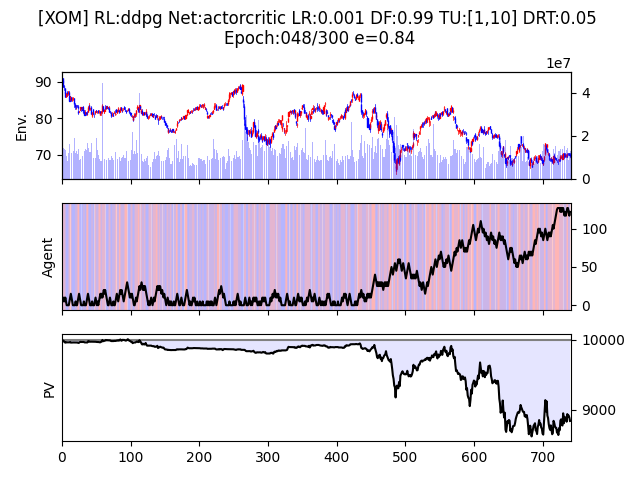 [XOM] RL:ddpg Net:actorcritic LR:0.001 DF:0.99 TU:[1,10] DRT:0.05
Epoch:048/300 e=0.84
1e7
90
80
70
Env.
4
2
0
Agent
100
50
0
PV
10000
9000
0 100 200 300 400 500 600 700